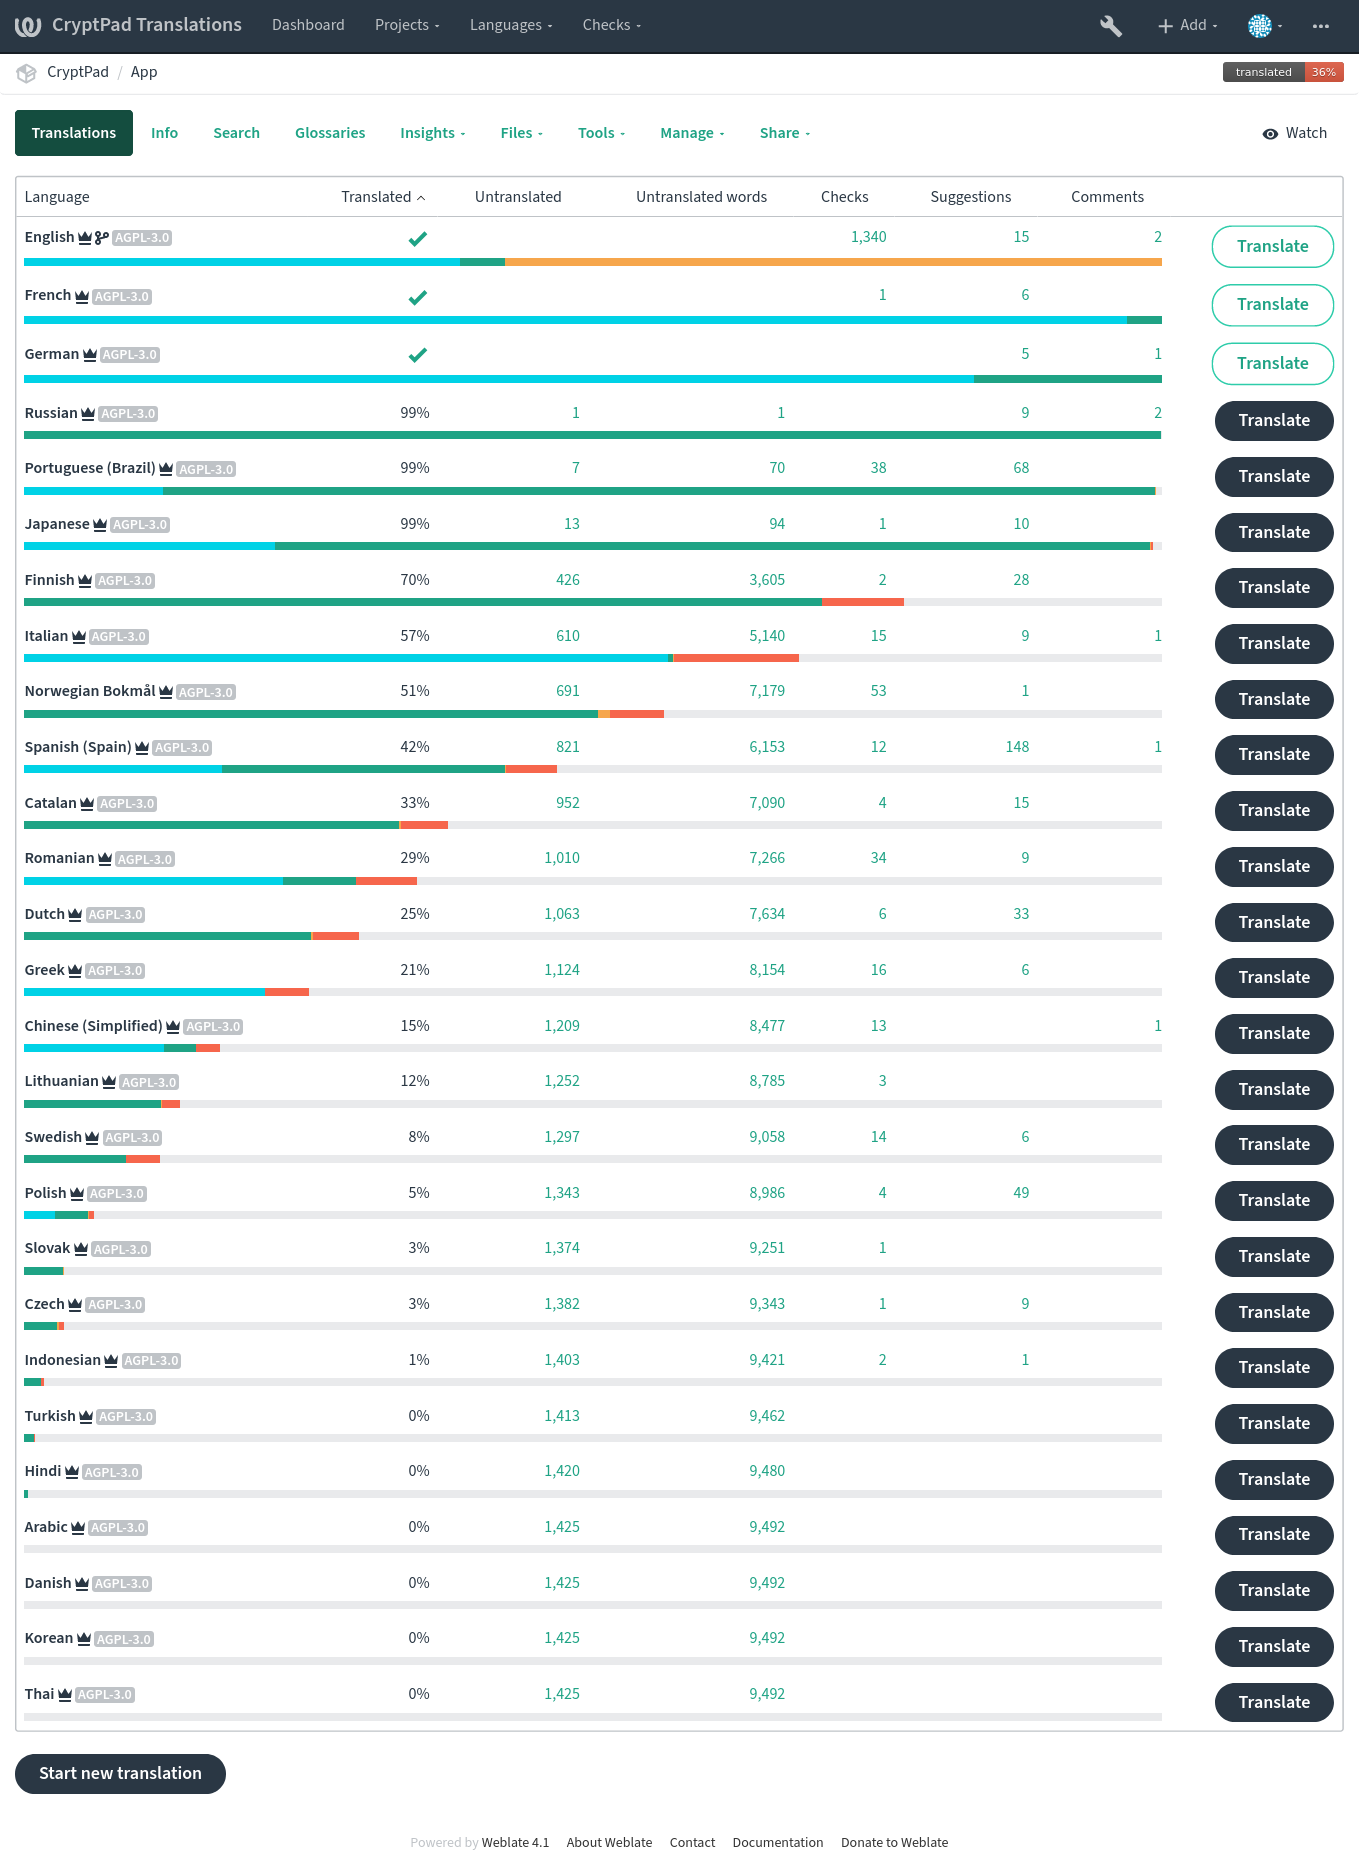 CryptPad Translations Dashboard Projects Languages Checks Add
CryptPad / App translated 36%
Translations Info Search Glossaries Insights Files Tools Manage Share Watch
Language Translated Untranslated Untranslated words Checks Suggestions Comments
English AGPL-3.0 1,340 15 2 Translate
French AGPL-3.0 1 6 Translate
German AGPL-3.0 5 1 Translate
Russian AGPL-3.0 99% 1 1 9 2 Translate
Portuguese (Brazil) AGPL-3.0 99% 7 70 38 68 Translate
Japanese AGPL-3.0 99% 13 94 1 10 Translate
Finnish AGPL-3.0 70% 426 3,605 2 28 Translate
Italian AGPL-3.0 57% 610 5,140 15 9 1 Translate
Norwegian Bokmål AGPL-3.0 51% 691 7,179 53 1 Translate
Spanish (Spain) AGPL-3.0 42% 821 6,153 12 148 1 Translate
Catalan AGPL-3.0 33% 952 7,090 4 15 Translate
Romanian AGPL-3.0 29% 1,010 7,266 34 9 Translate
Dutch AGPL-3.0 25% 1,063 7,634 6 33 Translate
Greek AGPL-3.0 21% 1,124 8,154 16 6 Translate
Chinese (Simplified) AGPL-3.0 15% 1,209 8,477 13 1 Translate
Lithuanian AGPL-3.0 12% 1,252 8,785 3 Translate
Swedish AGPL-3.0 8% 1,297 9,058 14 6 Translate
Polish AGPL-3.0 5% 1,343 8,986 4 49 Translate
Slovak AGPL-3.0 3% 1,374 9,251 1 Translate
Czech AGPL-3.0 3% 1,382 9,343 1 9 Translate
Indonesian AGPL-3.0 1% 1,403 9,421 2 1 Translate
Turkish AGPL-3.0 0% 1,413 9,462 Translate
Hindi AGPL-3.0 0% 1,420 9,480 Translate
Arabic AGPL-3.0 0% 1,425 9,492 Translate
Danish AGPL-3.0 0% 1,425 9,492 Translate
Korean AGPL-3.0 0% 1,425 9,492 Translate
Thai AGPL-3.0 0% 1,425 9,492 Translate
Start new translation
Powered by Weblate 4.1 About Weblate Contact Documentation Donate to Weblate